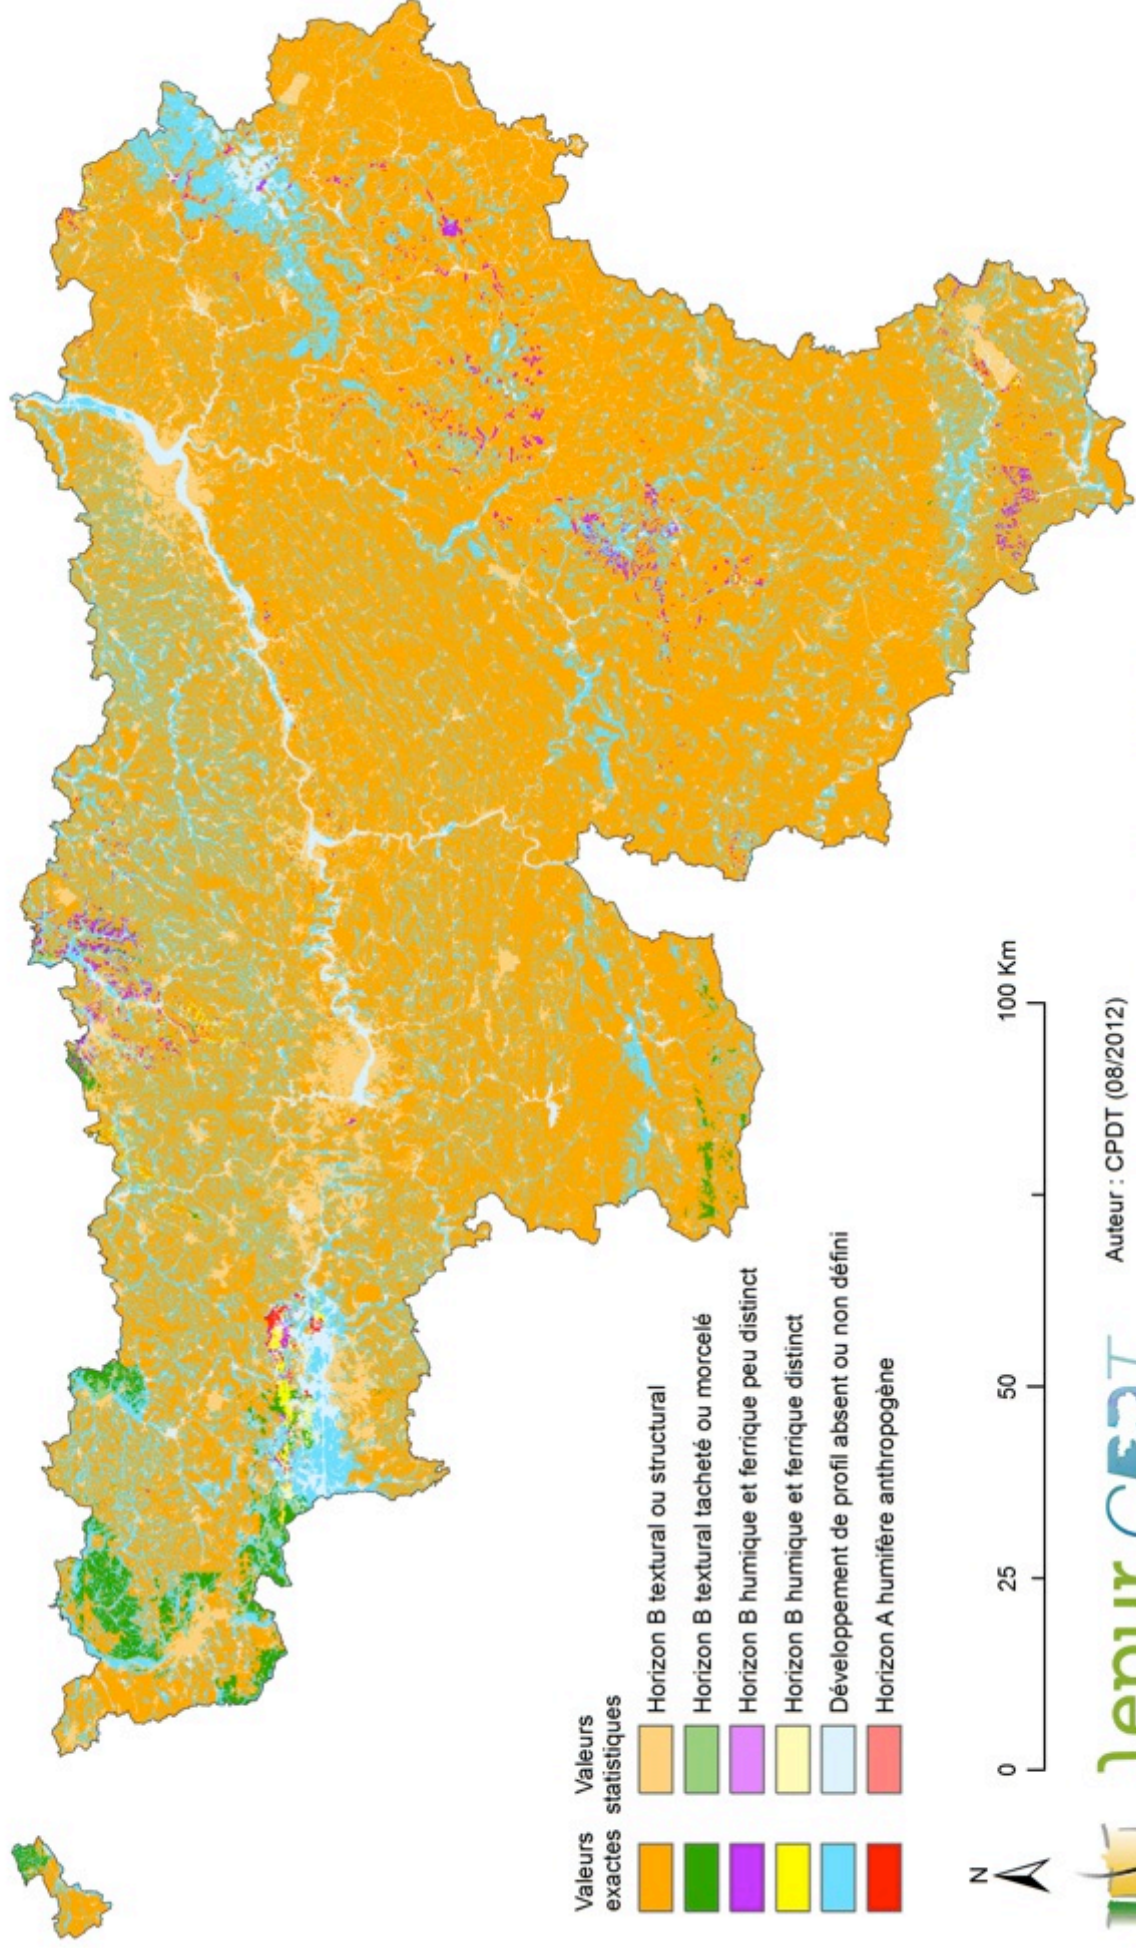 Valeurs
exactes
Valeurs
statistiques
Horizon B textural ou structural
Horizon B textural tacheté ou morcelé
Horizon B humique et ferrique peu distinct
Horizon B humique et ferrique distinct
Développement de profil absent ou non défini
Horizon A humifère anthropogène
N
0
25
50
100 Km
lepur
CPDT
Auteur : CPDT (08/2012)